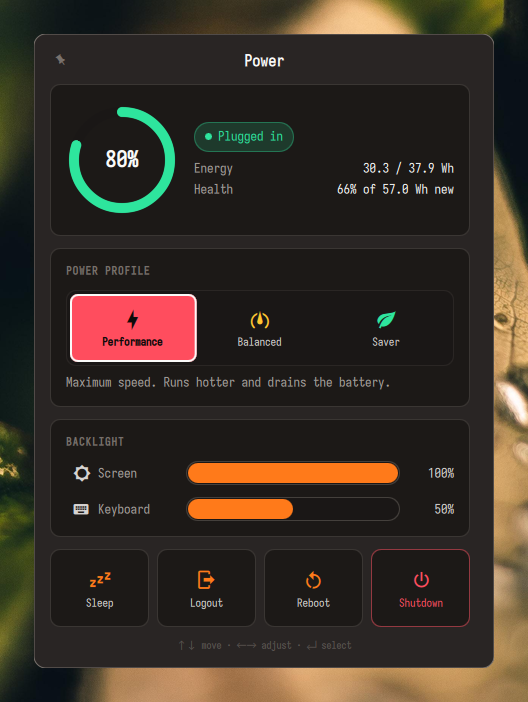 Power
80%
Plugged in
Energy 30.3 / 37.9 Wh
Health 66% of 57.0 Wh new
POWER PROFILE
Performance Balanced Saver
Maximum speed. Runs hotter and drains the battery.
BACKLIGHT
Screen 100%
Keyboard 50%
zzz
Sleep Logout Reboot Shutdown
↑↓ move · ←→ adjust · ↵ select